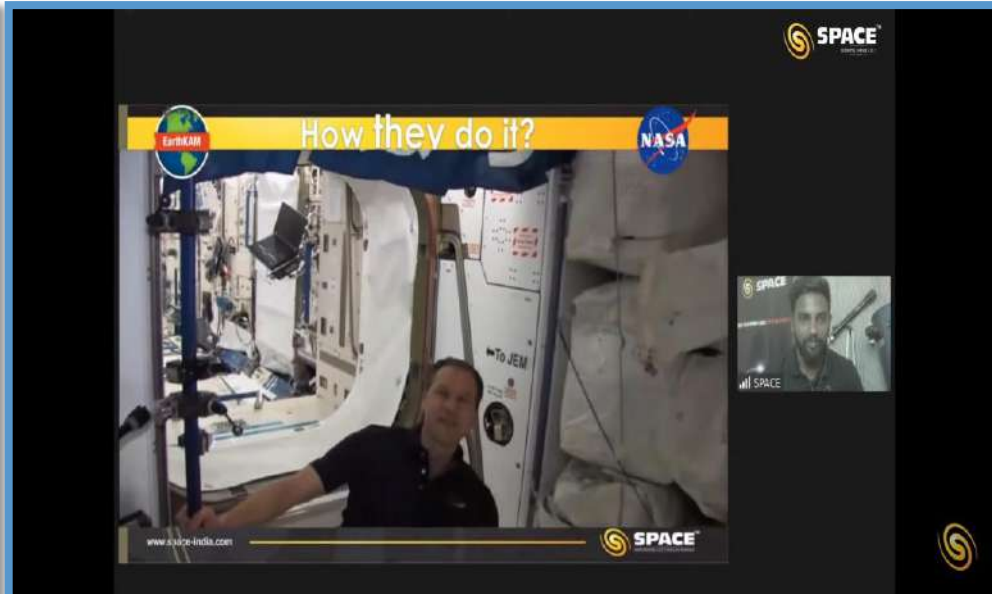 SPACE
EarthKAM
How they do it?
NASA
To JEM
SPACE
SPACE
www.space-india.com
SPACE